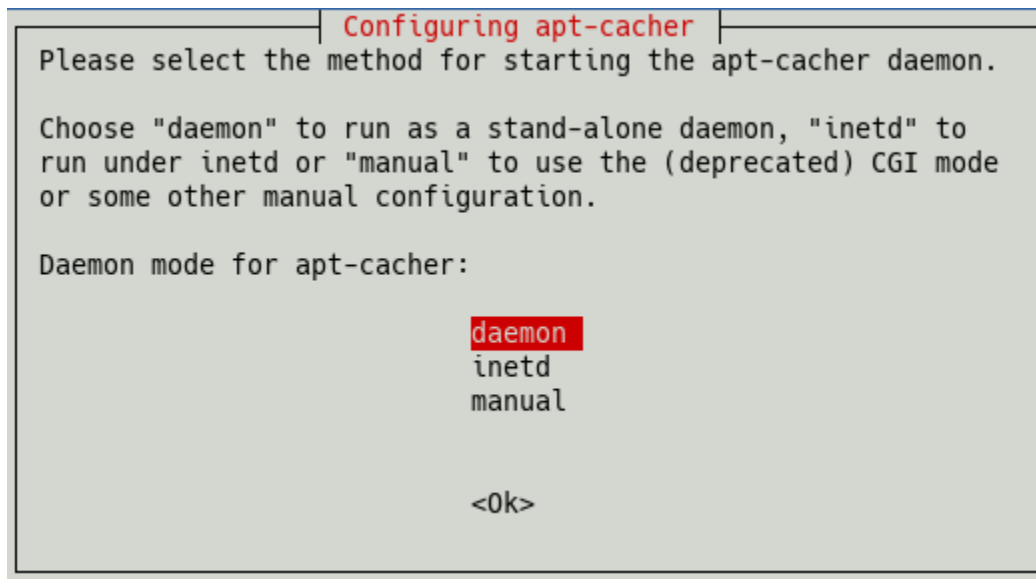 Configuring apt-cacher
Please select the method for starting the apt-cacher daemon.
Choose "daemon" to run as a stand-alone daemon, "inetd" to
run under inetd or "manual" to use the (deprecated) CGI mode
or some other manual configuration.
Daemon mode for apt-cacher:
daemon
inetd
manual
<Ok>